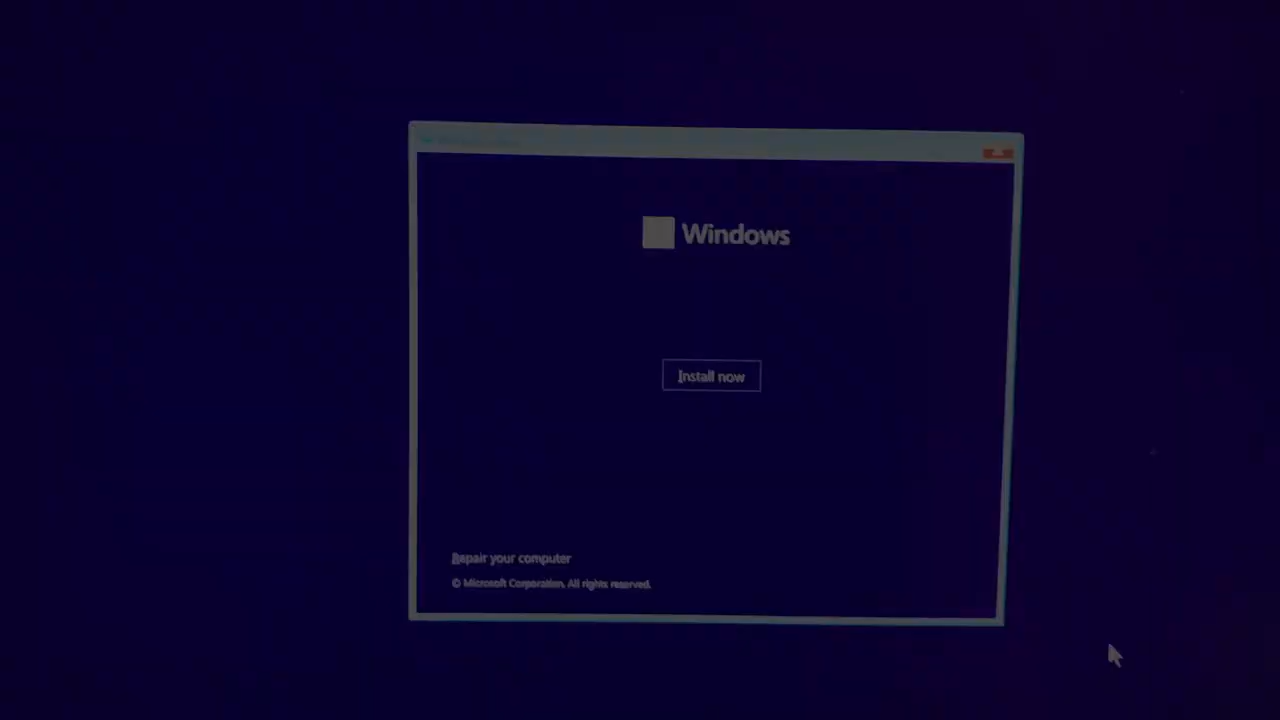 Windows
Install now
Repair your computer
© Microsoft Corporation. All rights reserved.